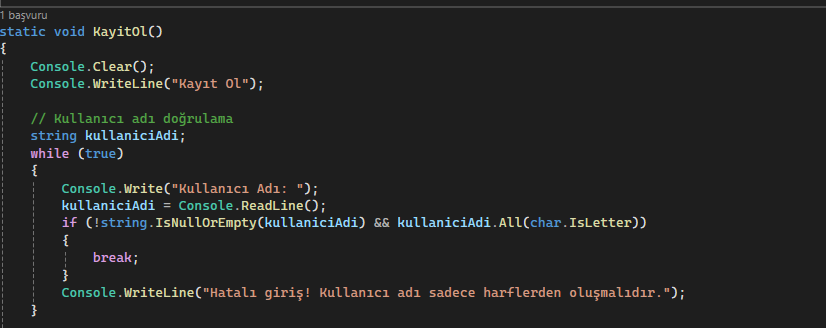 1 başvuru
static void KayitOl()
{
Console.Clear();
Console.WriteLine("Kayıt Ol");
// Kullanıcı adı doğrulama
string kullaniciAdi;
while (true)
{
Console.Write("Kullanıcı Adı: ");
kullaniciAdi = Console.ReadLine();
if (!string.IsNullOrEmpty(kullaniciAdi) && kullaniciAdi.All(char.IsLetter))
{
break;
}
Console.WriteLine("Hatalı giriş! Kullanıcı adı sadece harflerden oluşmalıdır.");
}